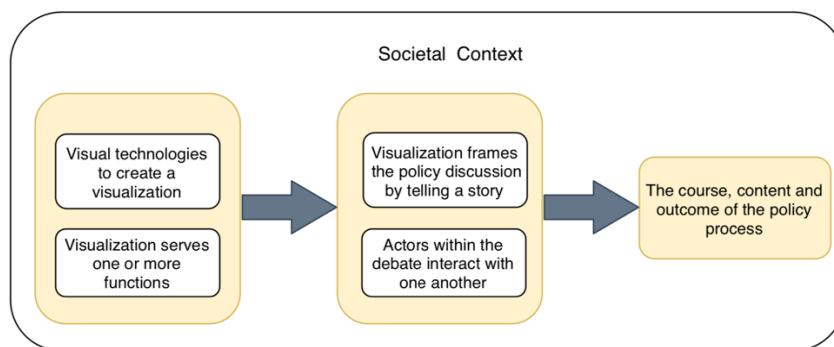 Societal Context
Visual technologies
to create a
visualization
Visualization serves
one or more
functions
Visualization frames
the policy discussion
by telling a story
Actors within the
debate interact with
one another
The course, content and
outcome of the policy
process